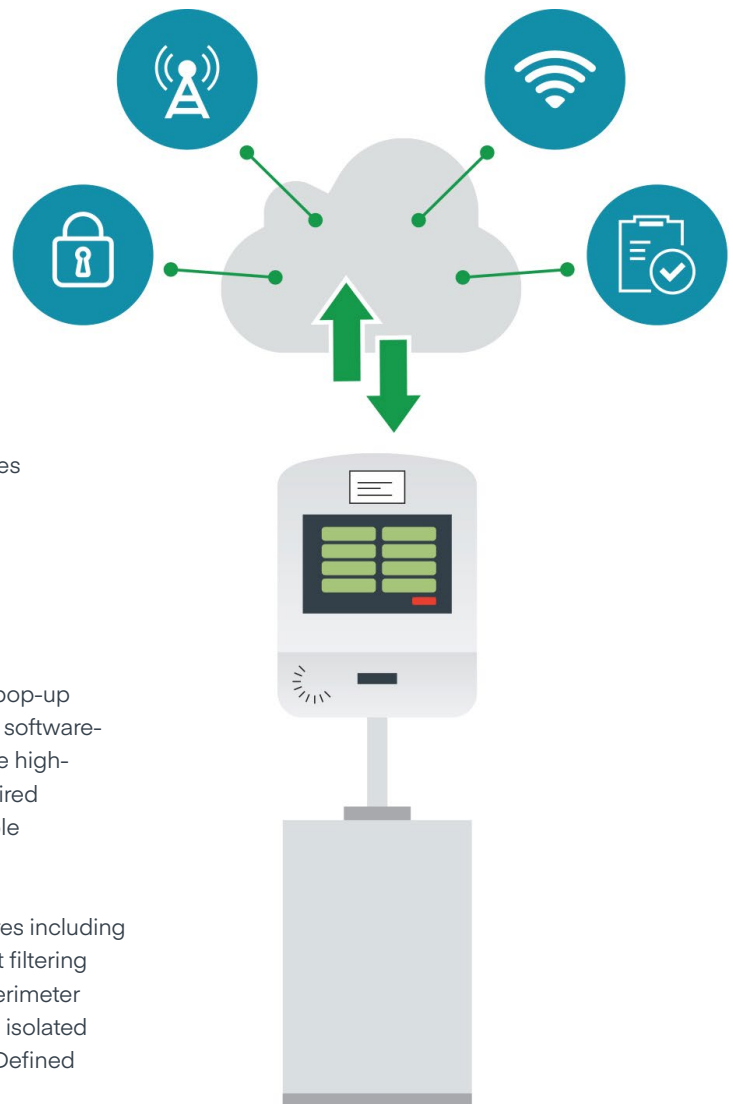 es
pop-up
software-
e high-
ired
le
es including
t filtering
erimeter
isolated
Defined